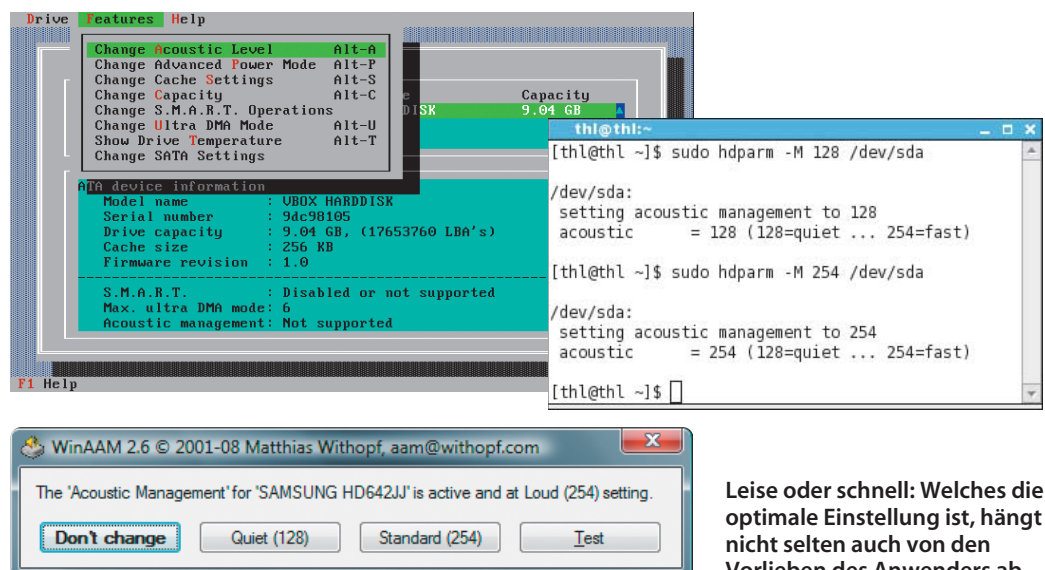 Drive Features Help
Change Acoustic Level Alt-A
Change Advanced Power Mode Alt-P
Change Cache Settings Alt-S
Change Capacity Alt-C
Change S.M.A.R.T. Operations
Change Ultra DMA Mode Alt-U
Show Drive Temperature Alt-T
Change SATA Settings
e Capacity
DISK 9.04 GB
ATA device information
Model name : VBOX HARDDISK
Serial number : 9dc98105
Drive capacity : 9.04 GB, (17653760 LBA's)
Cache size : 256 KB
Firmware revision : 1.0
S.M.A.R.T. : Disabled or not supported
Max. ultra DMA mode: 6
Acoustic management: Not supported
F1 Help
thl@thl:~
[thl@thl ~]$ sudo hdparm -M 128 /dev/sda
/dev/sda:
setting acoustic management to 128
acoustic = 128 (128=quiet ... 254=fast)
[thl@thl ~]$ sudo hdparm -M 254 /dev/sda
/dev/sda:
setting acoustic management to 254
acoustic = 254 (128=quiet ... 254=fast)
[thl@thl ~]$
WinAAM 2.6 © 2001-08 Matthias Withopf, aam@withopf.com
The 'Acoustic Management' for 'SAMSUNG HD642JJ' is active and at Loud (254) setting.
Don't change Quiet (128) Standard (254) Test
Leise oder schnell: Welches die
optimale Einstellung ist, hängt
nicht selten auch von den
Vorlieben des Anwenders ab